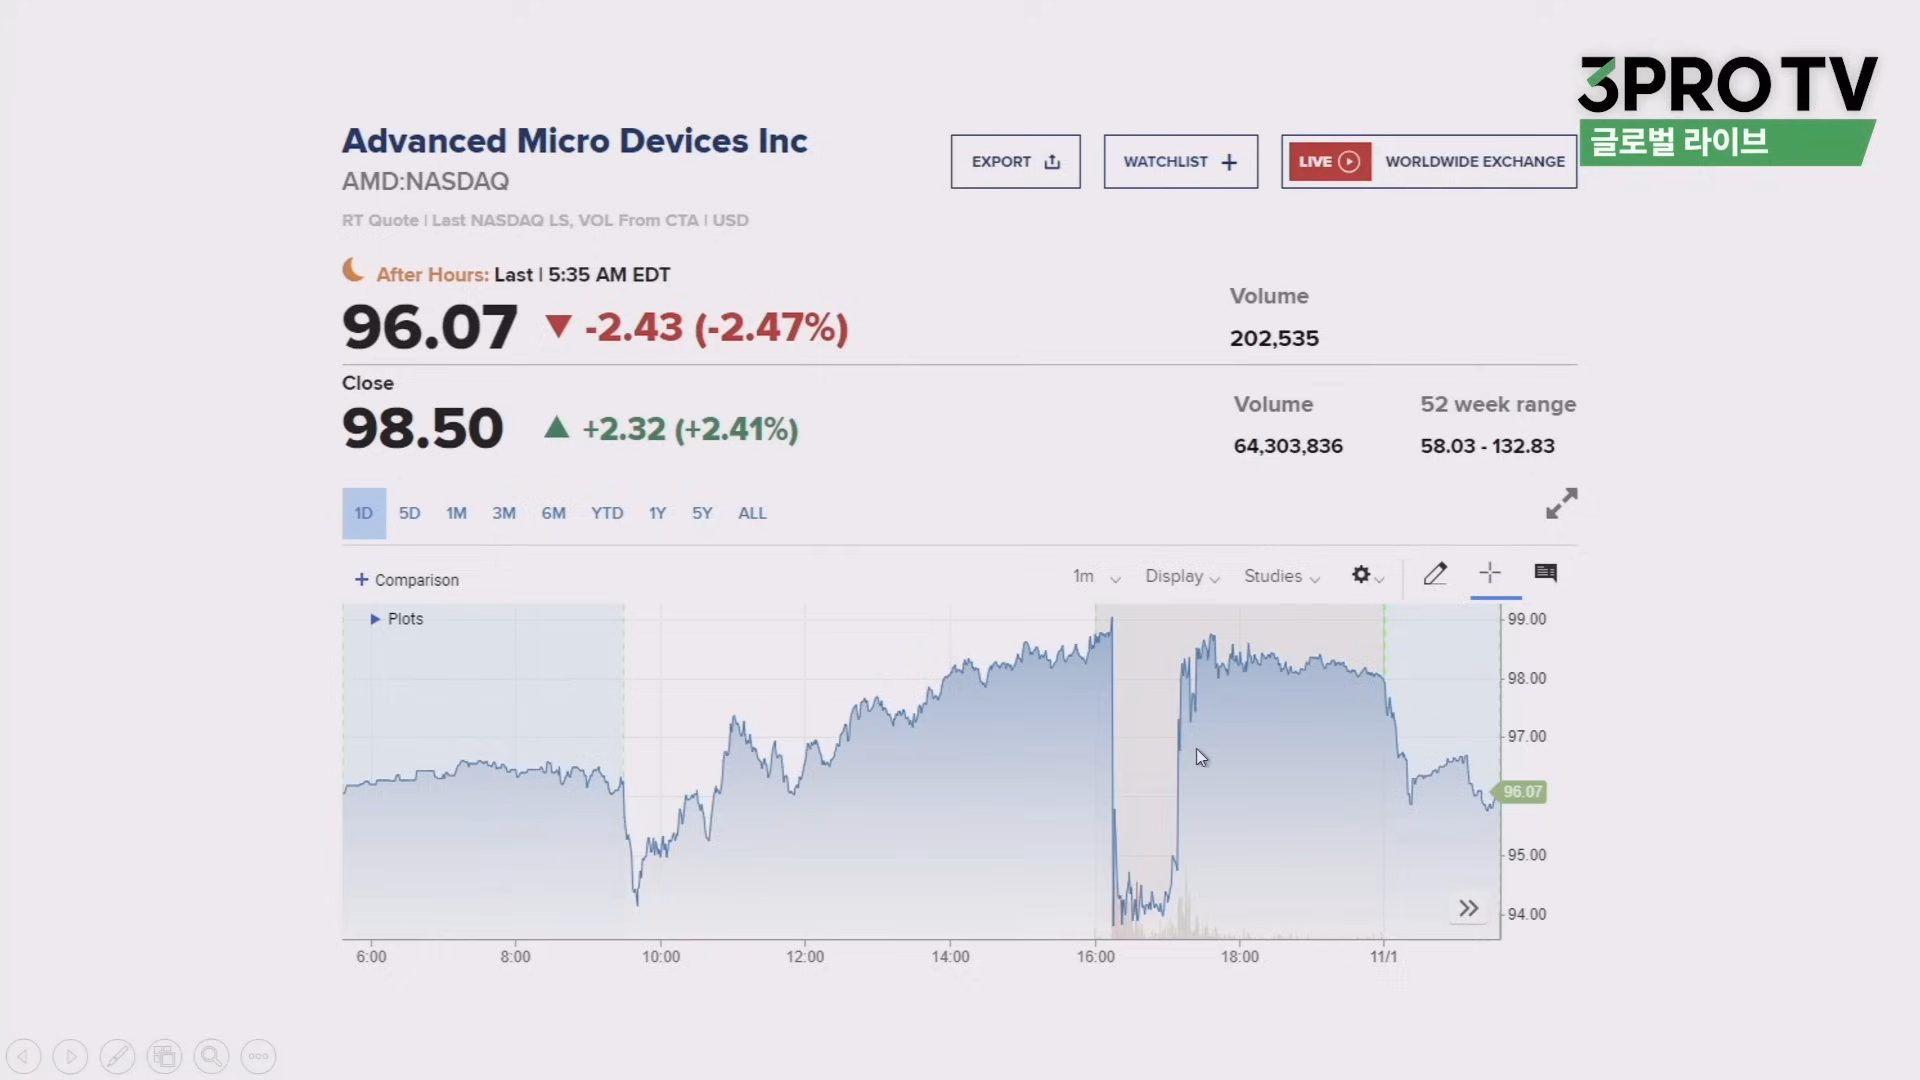 3PRO TV
글로벌 라이브
Advanced Micro Devices Inc
AMD:NASDAQ
EXPORT
WATCHLIST +
LIVE
WORLDWIDE EXCHANGE
RT Quote | Last NASDAQ LS, VOL From CTA | USD
After Hours: Last | 5:35 AM EDT
96.07 ▼ -2.43 (-2.47%)
Volume
202,535
Close
98.50 ▲ +2.32 (+2.41%)
Volume
64,303,836
52 week range
58.03 - 132.83
1D 5D 1M 3M 6M YTD 1Y 5Y ALL
+ Comparison
1m Display Studies
Plots
99.00
98.00
97.00
96.07
95.00
94.00
6:00 8:00 10:00 12:00 14:00 16:00 18:00 11/1